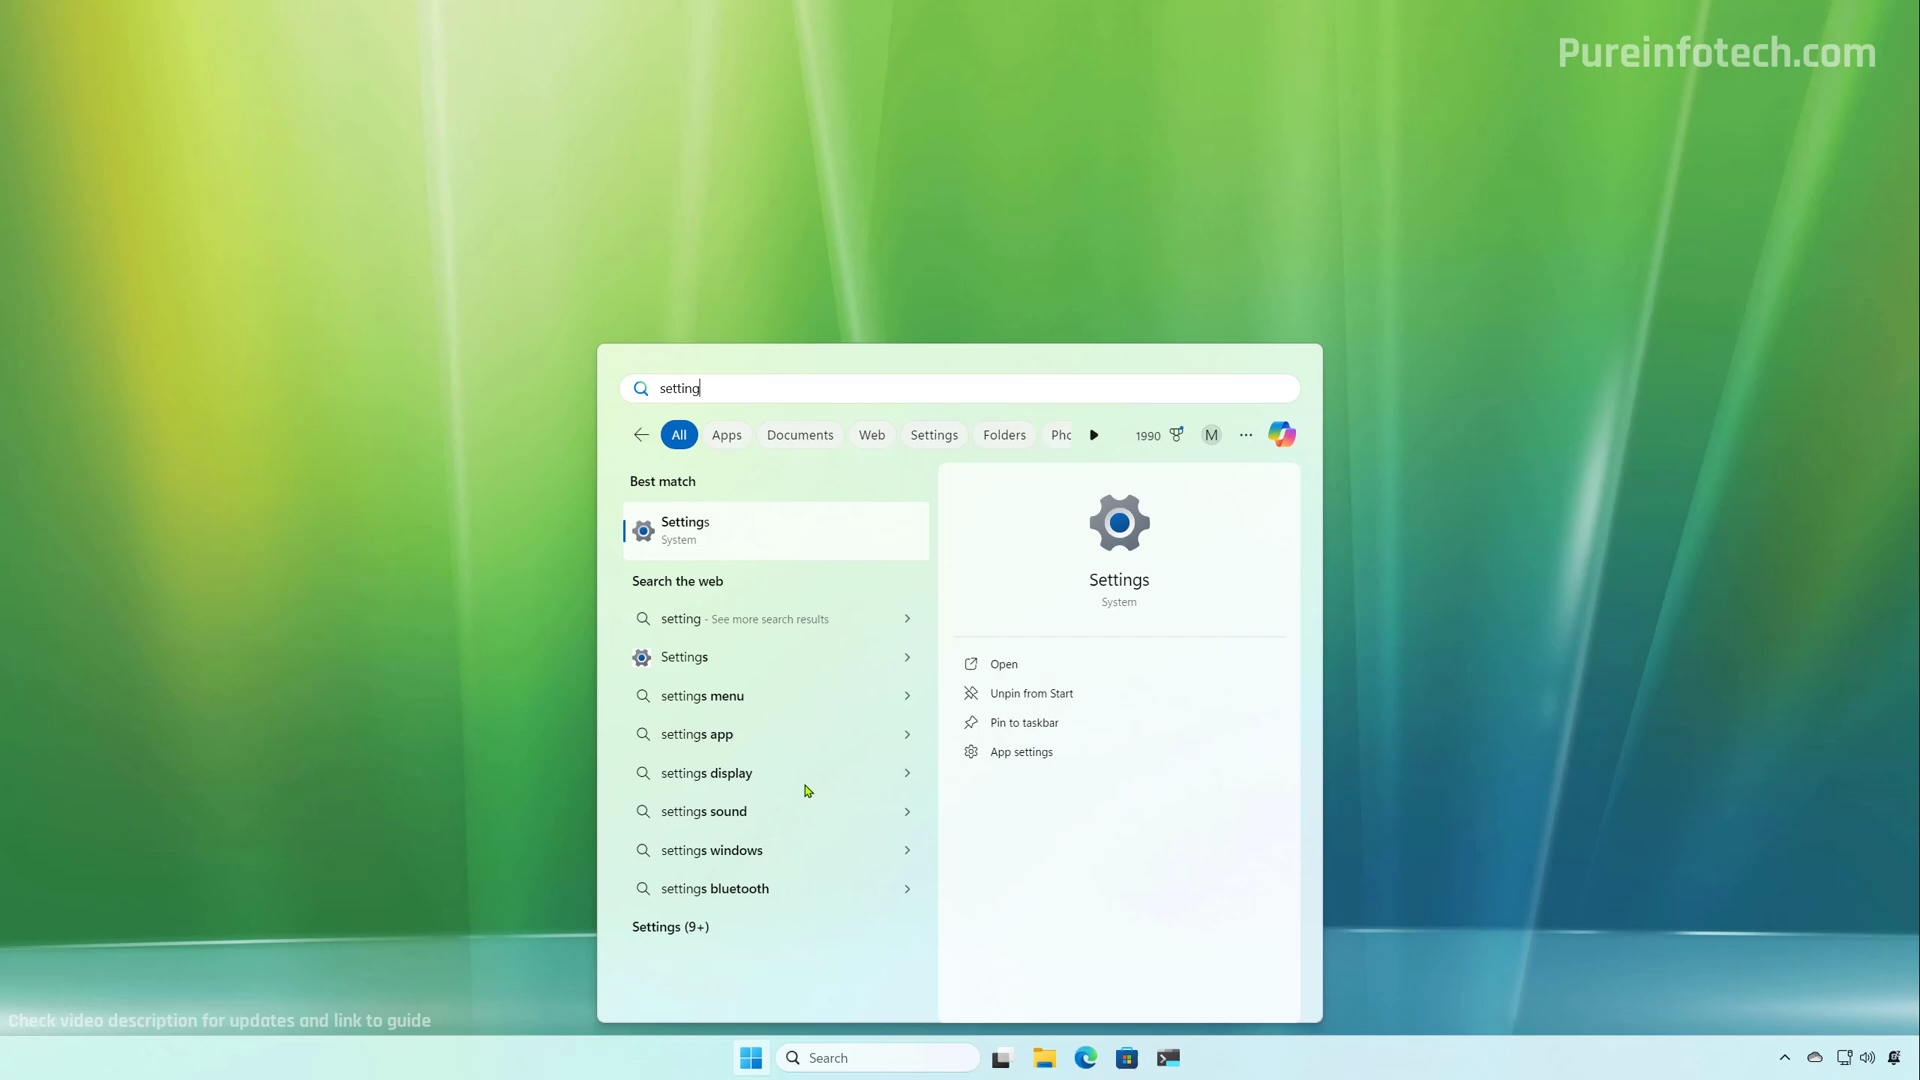 Pureinfotech.com
setting
All Apps Documents Web Settings Folders Pho 1990 M
Best match
Settings
System
Search the web
setting - See more search results
Settings
settings menu
settings app
settings display
settings sound
settings windows
settings bluetooth
Settings (9+)
Settings
System
Open
Unpin from Start
Pin to taskbar
App settings
Check video description for updates and link to guide
Search